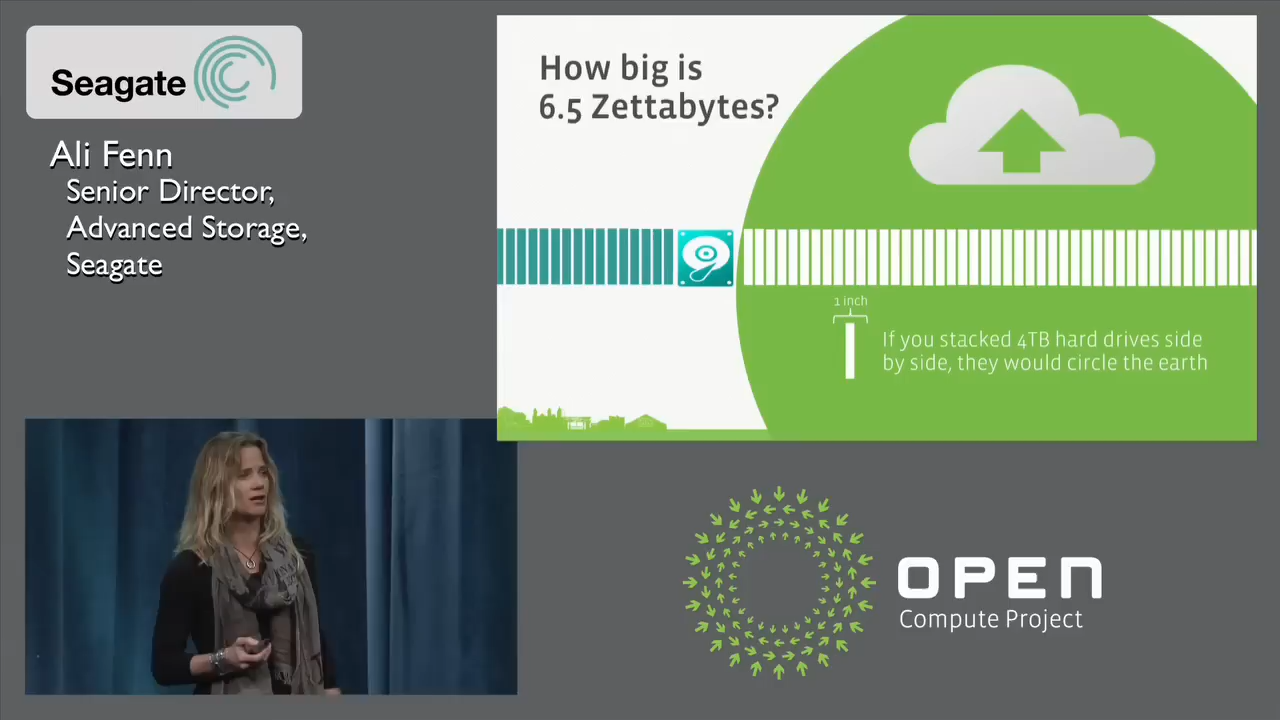 Seagate
Ali Fenn
Senior Director,
Advanced Storage,
Seagate
How big is
6.5 Zettabytes?
1 inch
If you stacked 4TB hard drives side
by side, they would circle the earth
OPEN
Compute Project